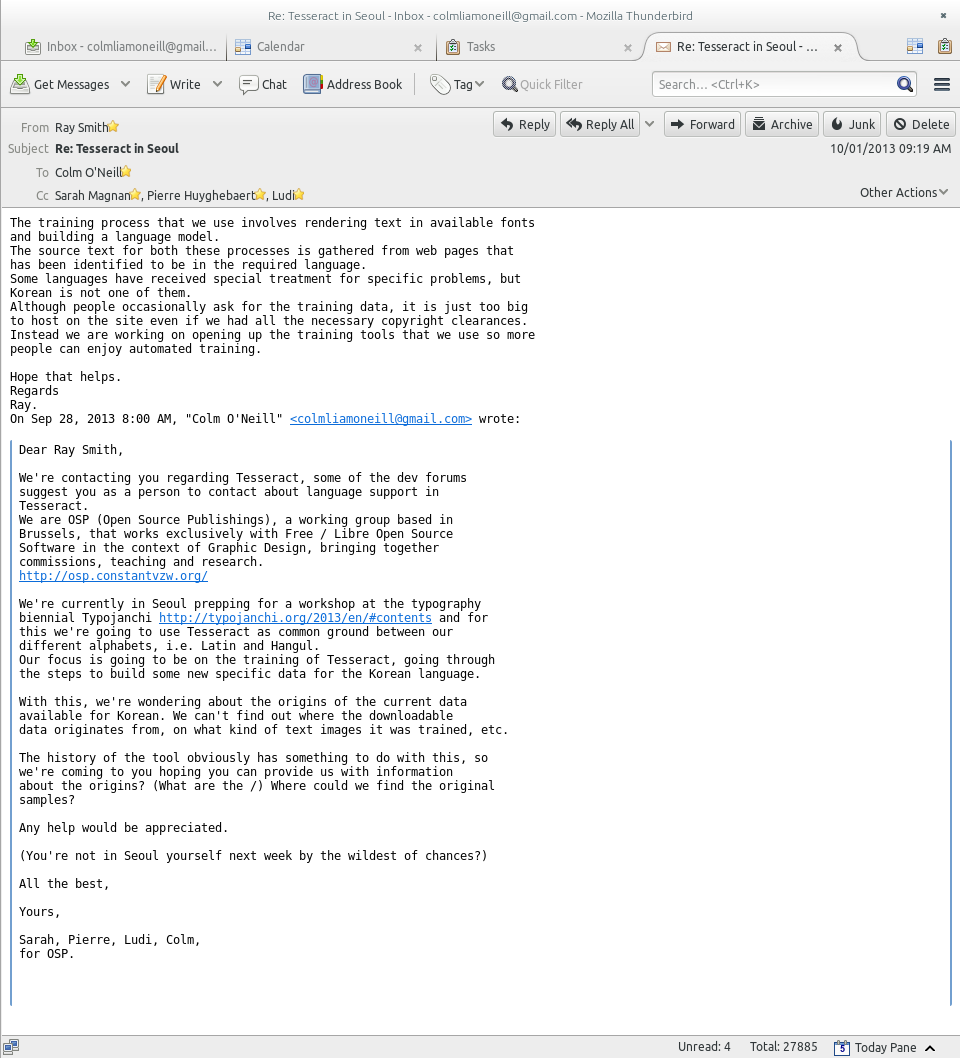 Re: Tesseract in Seoul - Inbox - colmliamoneill@gmail.com - Mozilla Thunderbird
Inbox - colmliamoneill@gmail... Calendar Tasks Re: Tesseract in Seoul - ...
Get Messages Write Chat Address Book Tag Quick Filter Search... <Ctrl+K>
From Ray Smith Reply Reply All Forward Archive Junk Delete
Subject Re: Tesseract in Seoul 10/01/2013 09:19 AM
To Colm O'Neill
Cc Sarah Magnan, Pierre Huyghebaert, Ludi Other Actions
The training process that we use involves rendering text in available fonts
and building a language model.
The source text for both these processes is gathered from web pages that
has been identified to be in the required language.
Some languages have received special treatment for specific problems, but
Korean is not one of them.
Although people occasionally ask for the training data, it is just too big
to host on the site even if we had all the necessary copyright clearances.
Instead we are working on opening up the training tools that we use so more
people can enjoy automated training.
Hope that helps.
Regards
Ray.
On Sep 28, 2013 8:00 AM, "Colm O'Neill" <colmliamoneill@gmail.com> wrote:
Dear Ray Smith,
We're contacting you regarding Tesseract, some of the dev forums
suggest you as a person to contact about language support in
Tesseract.
We are OSP (Open Source Publishings), a working group based in
Brussels, that works exclusively with Free / Libre Open Source
Software in the context of Graphic Design, bringing together
commissions, teaching and research.
http://osp.constantvzw.org/
We're currently in Seoul prepping for a workshop at the typography
biennial Typojanchi http://typojanchi.org/2013/en/#contents and for
this we're going to use Tesseract as common ground between our
different alphabets, i.e. Latin and Hangul.
Our focus is going to be on the training of Tesseract, going through
the steps to build some new specific data for the Korean language.
With this, we're wondering about the origins of the current data
available for Korean. We can't find out where the downloadable
data originates from, on what kind of text images it was trained, etc.
The history of the tool obviously has something to do with this, so
we're coming to you hoping you can provide us with information
about the origins? (What are the /) Where could we find the original
samples?
Any help would be appreciated.
(You're not in Seoul yourself next week by the wildest of chances?)
All the best,
Yours,
Sarah, Pierre, Ludi, Colm,
for OSP.
Unread: 4 Total: 27885 5 Today Pane